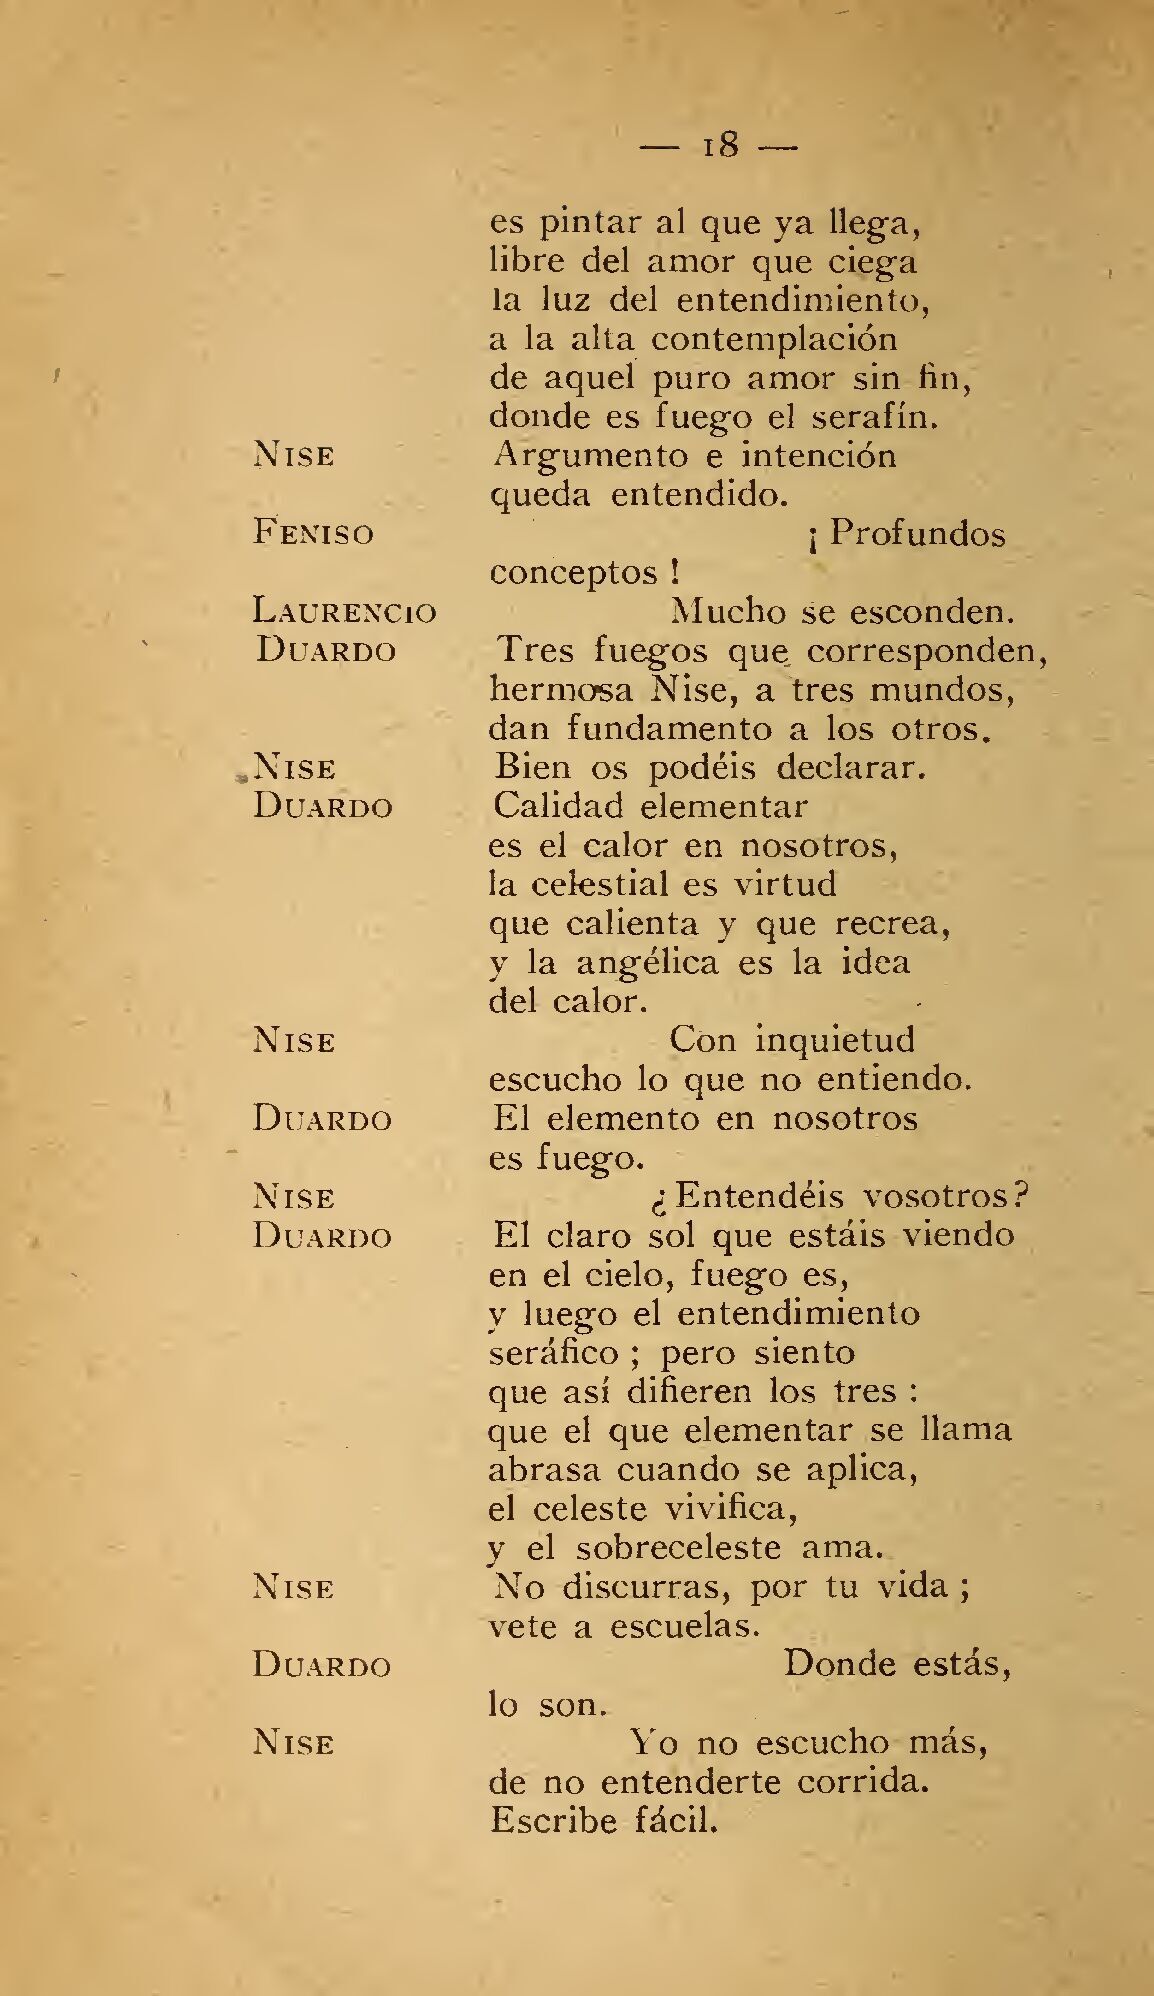 — 18 —
es pintar al que ya llega,
libre del amor que ciega
la luz del entendimiento,
a la alta contemplación
de aquel puro amor sin fin,
donde es fuego el serafín.
NISE Argumento e intención
queda entendido.
FENISO ¡Profundos
conceptos!
LAURENCIO Mucho se esconden.
DUARDO Tres fuegos que corresponden,
hermosa Nise, a tres mundos,
dan fundamento a los otros.
NISE Bien os podéis declarar.
DUARDO Calidad elementar
es el calor en nosotros,
la celestial es virtud
que calienta y que recrea,
y la angélica es la idea
del calor.
NISE Con inquietud
escucho lo que no entiendo.
DUARDO El elemento en nosotros
es fuego.
NISE ¿Entendéis vosotros?
DUARDO El claro sol que estáis viendo
en el cielo, fuego es,
y luego el entendimiento
seráfico; pero siento
que así difieren los tres:
que el que elementar se llama
abrasa cuando se aplica,
el celeste vivifica,
y el sobreceleste ama.
NISE No discurras, por tu vida;
vete a escuelas.
DUARDO Donde estás,
lo son.
NISE Yo no escucho más,
de no entenderte corrida.
Escribe fácil.